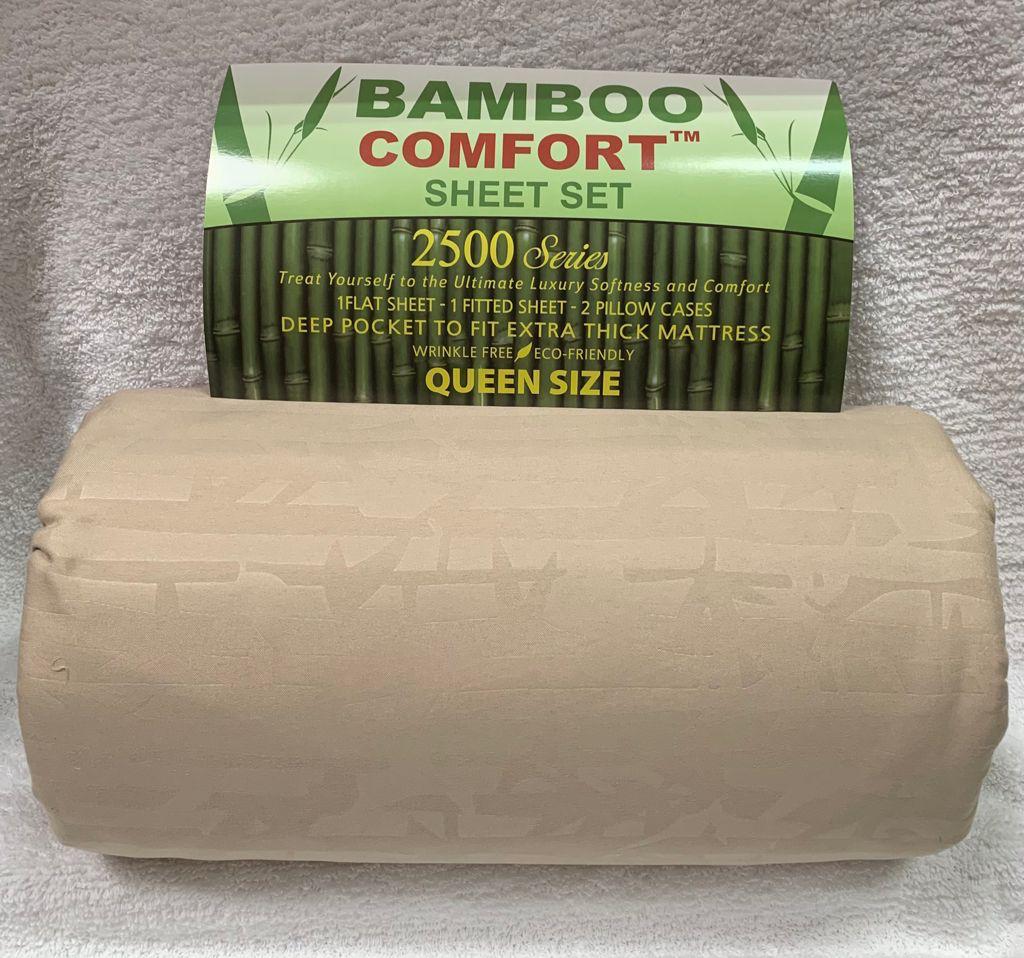 BAMBOO
COMFORT™
SHEET SET
2500 Series
Treat Yourself to the Ultimate Luxury Softness and Comfort
1FLAT SHEET - 1 FITTED SHEET - 2 PILLOW CASES
DEEP POCKET TO FIT EXTRA THICK MATTRESS
WRINKLE FREE ECO-FRIENDLY
QUEEN SIZE